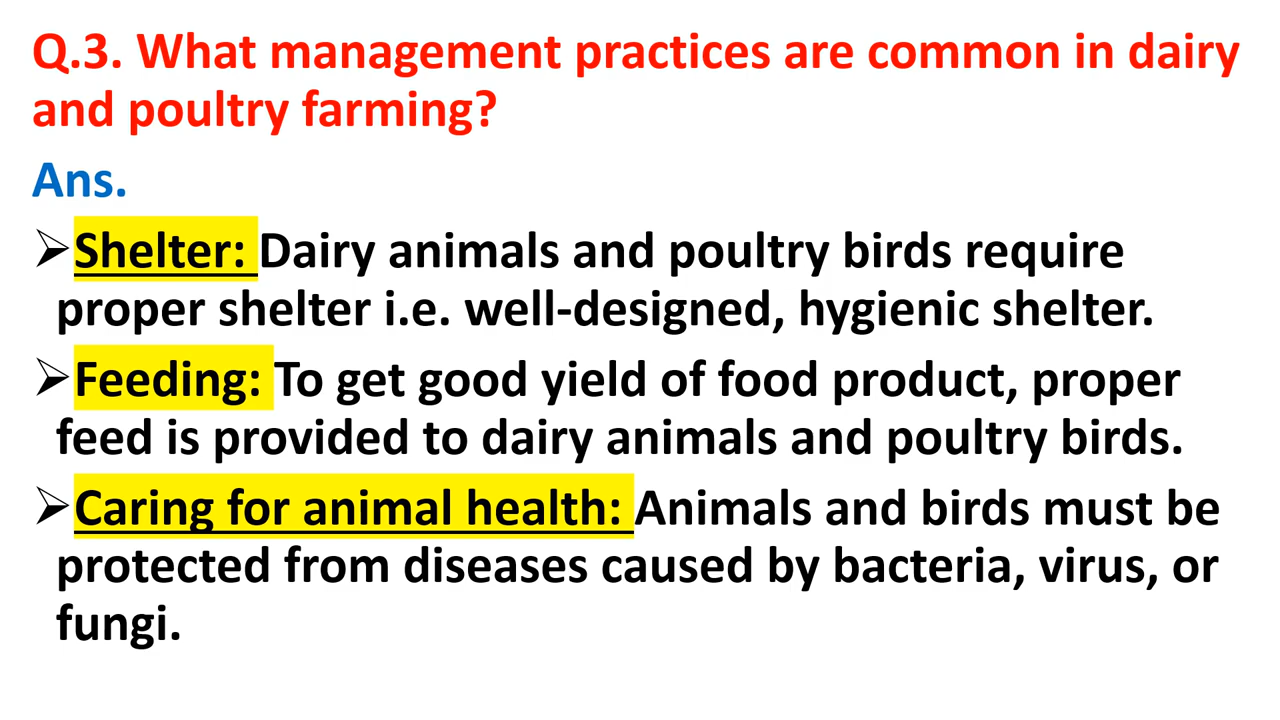 Q.3. What management practices are common in dairy
and poultry farming?
Ans.
➢Shelter: Dairy animals and poultry birds require
proper shelter i.e. well-designed, hygienic shelter.
➢Feeding: To get good yield of food product, proper
feed is provided to dairy animals and poultry birds.
➢Caring for animal health: Animals and birds must be
protected from diseases caused by bacteria, virus, or
fungi.